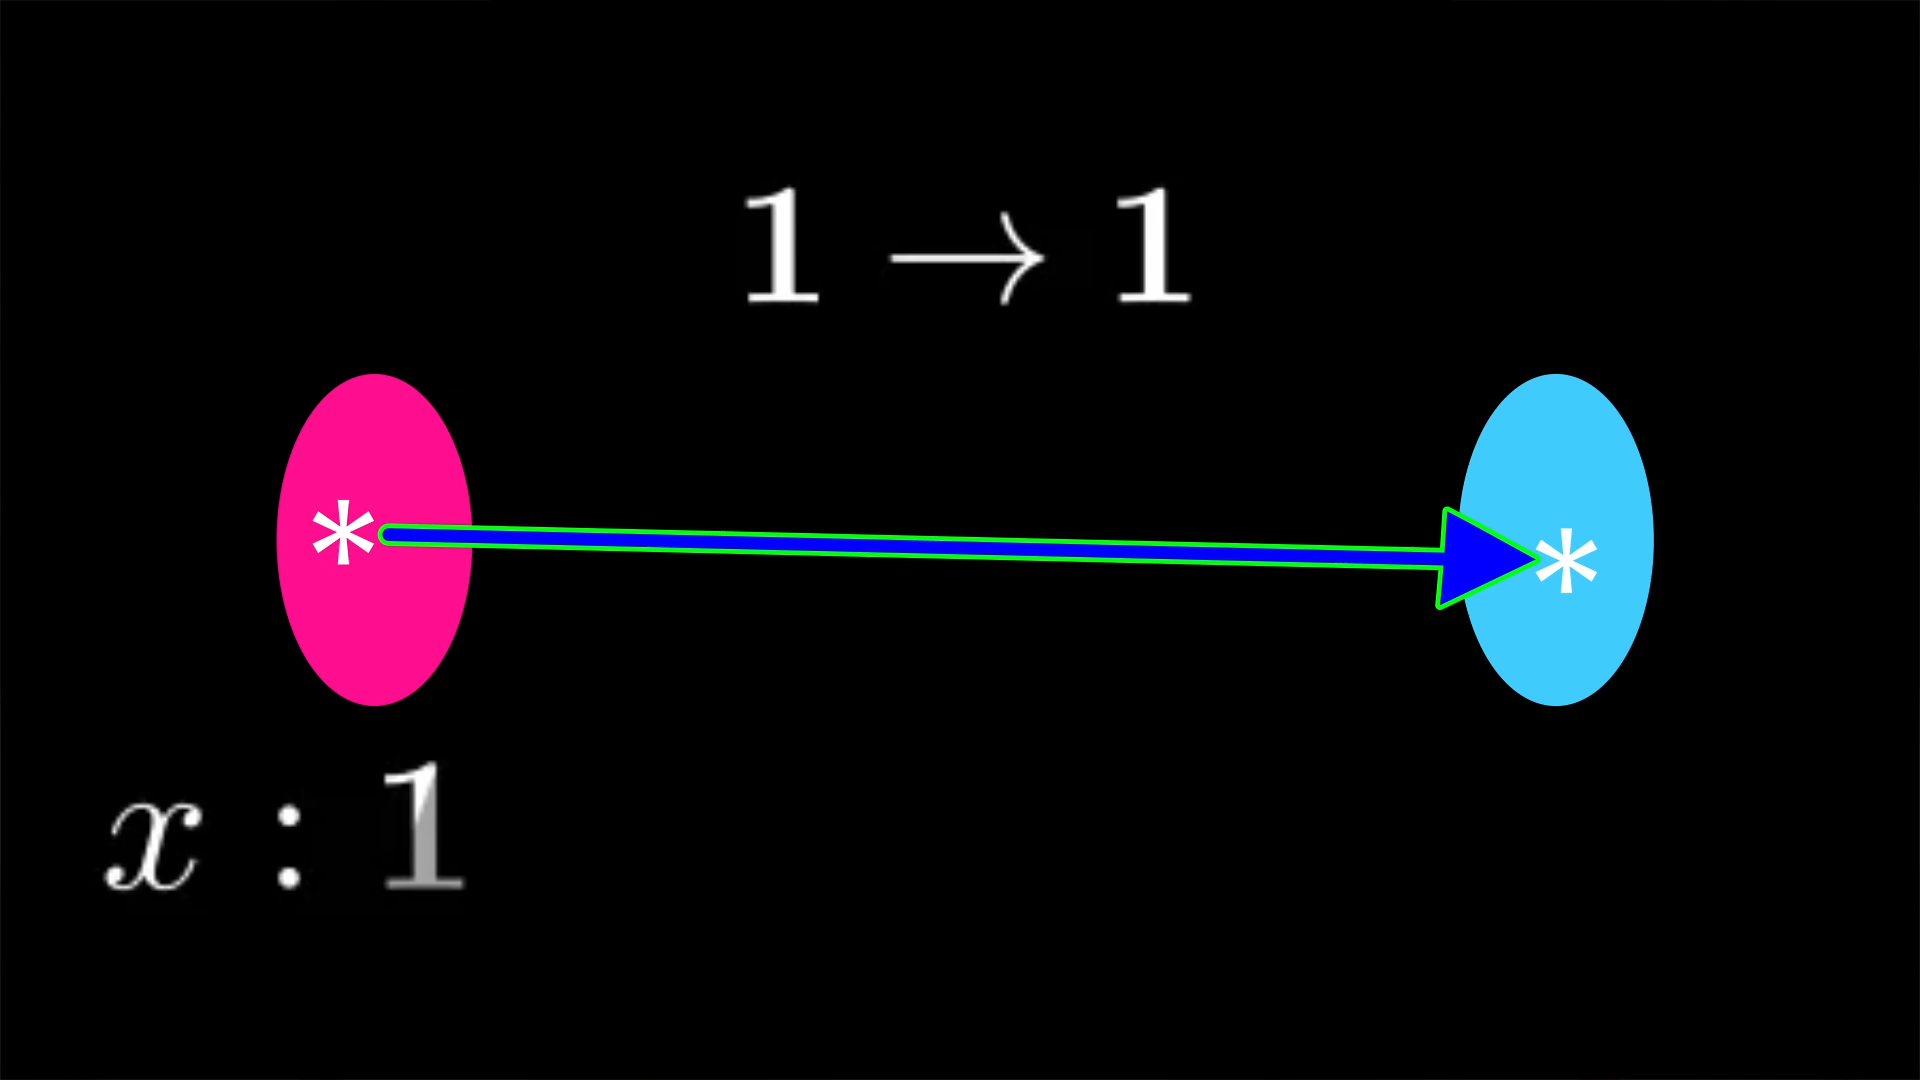 1 → 1
* *
x : 1